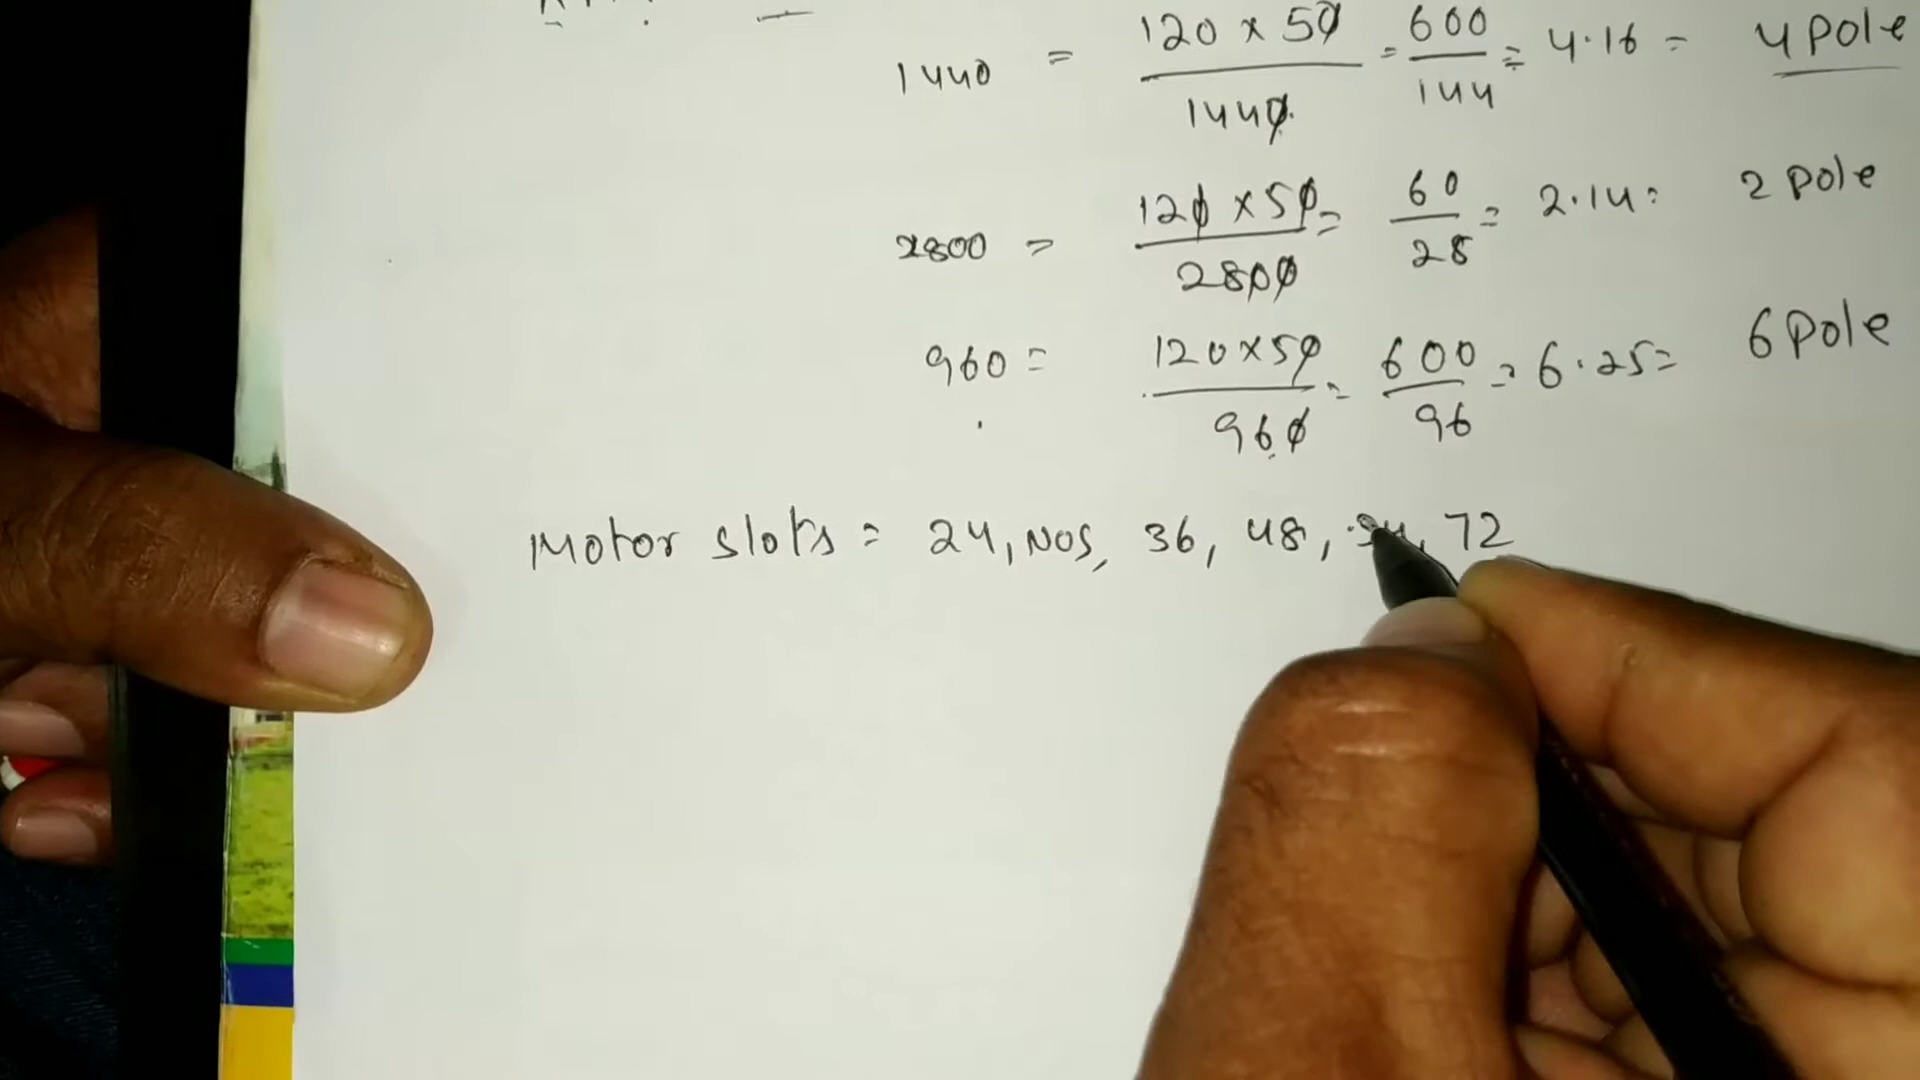 1440 = 120 x 50 / 1440 = 600 / 144 = 4.16 = 4 pole
2800 = 120 x 50 / 2800 = 60 / 28 = 2.14 = 2 pole
960 = 120 x 50 / 960 = 600 / 96 = 6.25 = 6 pole
Motor slots = 24, NOS, 36, 48, 72